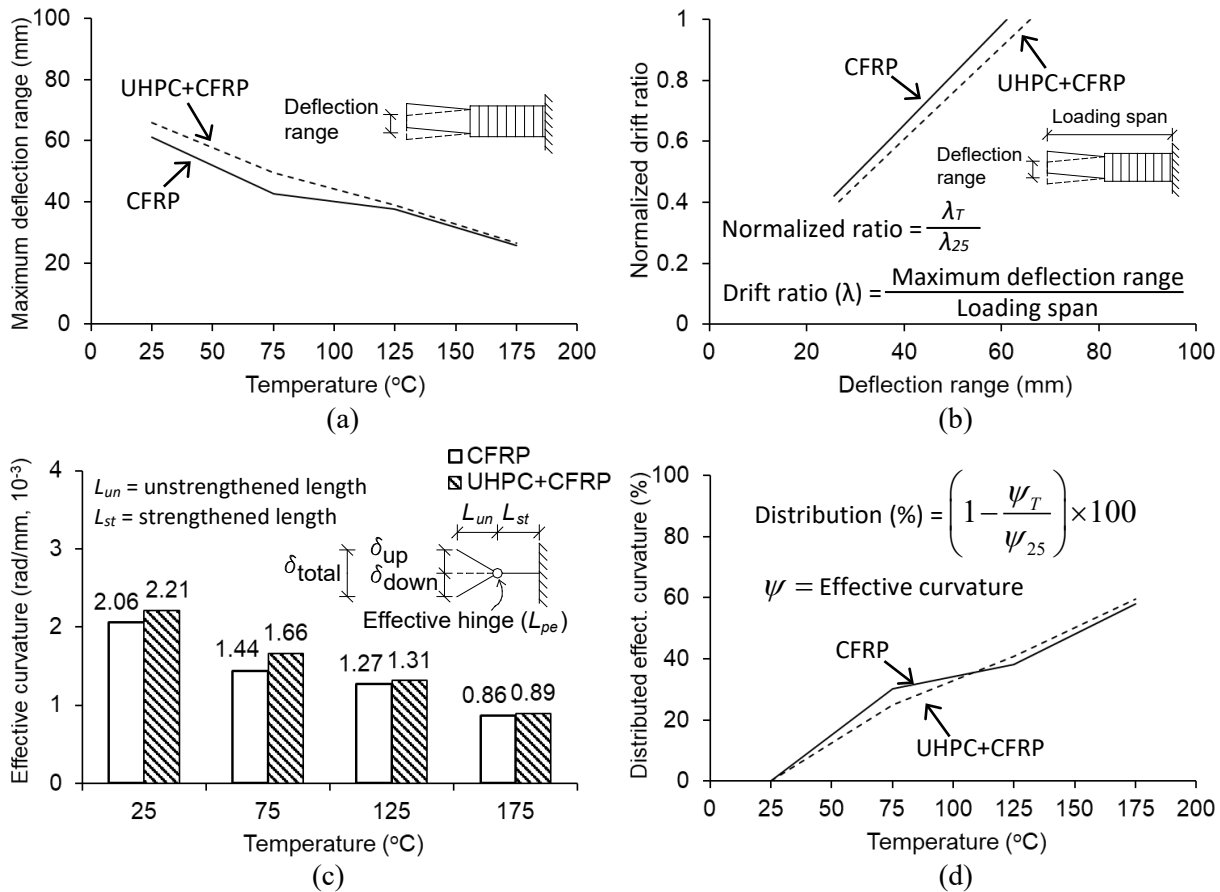 100
80
60
40
20
0
0
25
50
75
100
125
150
175
200
Maximum deflection range (mm)
Temperature (°C)
UHPC+CFRP
CFRP
Deflection
range
(a)
1
0.8
0.6
0.4
0.2
0
0
20
40
60
80
100
Normalized drift ratio
Deflection range (mm)
CFRP
UHPC+CFRP
Loading span
Deflection
range
Normalized ratio = λT / λ25
Drift ratio (λ) = Maximum deflection range / Loading span
(b)
4
3
2
1
0
Effective curvature (rad/mm, 10-3)
CFRP
UHPC+CFRP
Lun = unstrengthened length
Lst = strengthened length
Lun
Lst
δtotal
δup
δdown
Effective hinge (Lpe)
2.06
2.21
1.44
1.66
1.27
1.31
0.86
0.89
25
75
125
175
Temperature (°C)
(c)
100
80
60
40
20
0
0
25
50
75
100
125
150
175
200
Distributed effect. curvature (%)
Temperature (°C)
Distribution (%) = (1 − ψT / ψ25) × 100
ψ = Effective curvature
CFRP
UHPC+CFRP
(d)